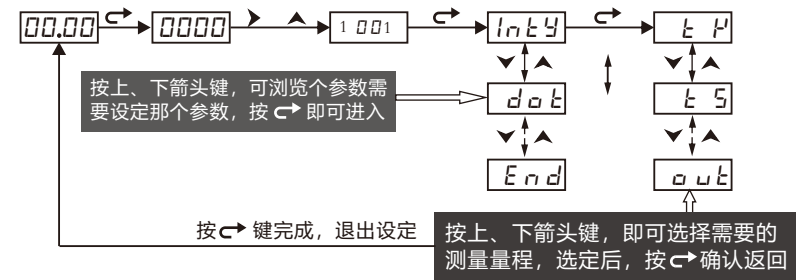 00.00 0000 1 001 Inty t y
按上、下箭头键，可浏览个参数需
要设定那个参数，按 即可进入
dot t S
End out
按 键完成，退出设定
按上、下箭头键，即可选择需要的
测量量程，选定后，按 确认返回